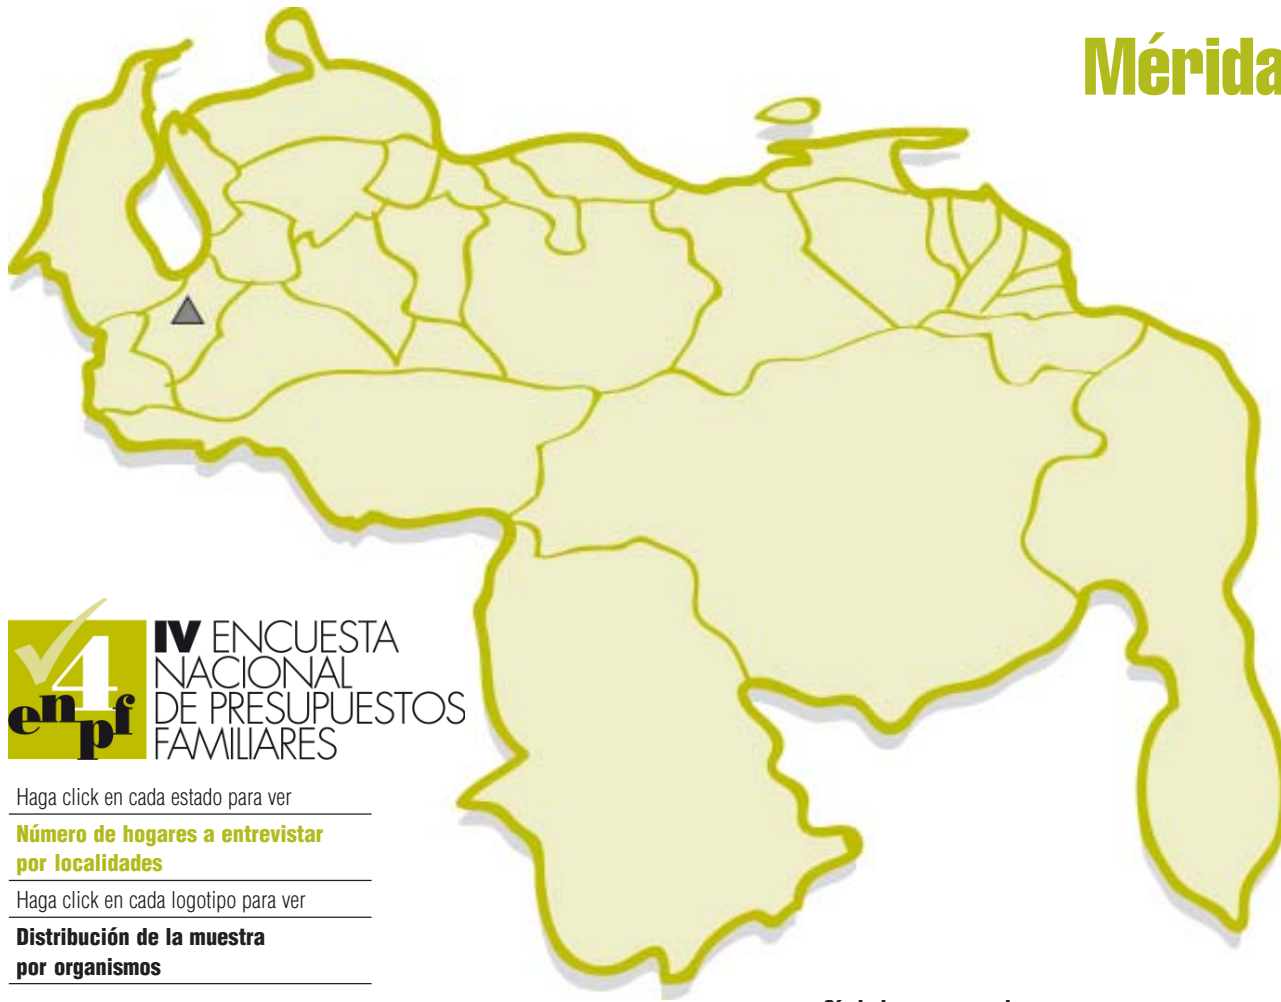 Mérida
4
enpf
IV ENCUESTA
NACIONAL
DE PRESUPUESTOS
FAMILIARES
Haga click en cada estado para ver
Número de hogares a entrevistar
por localidades
Haga click en cada logotipo para ver
Distribución de la muestra
por organismos